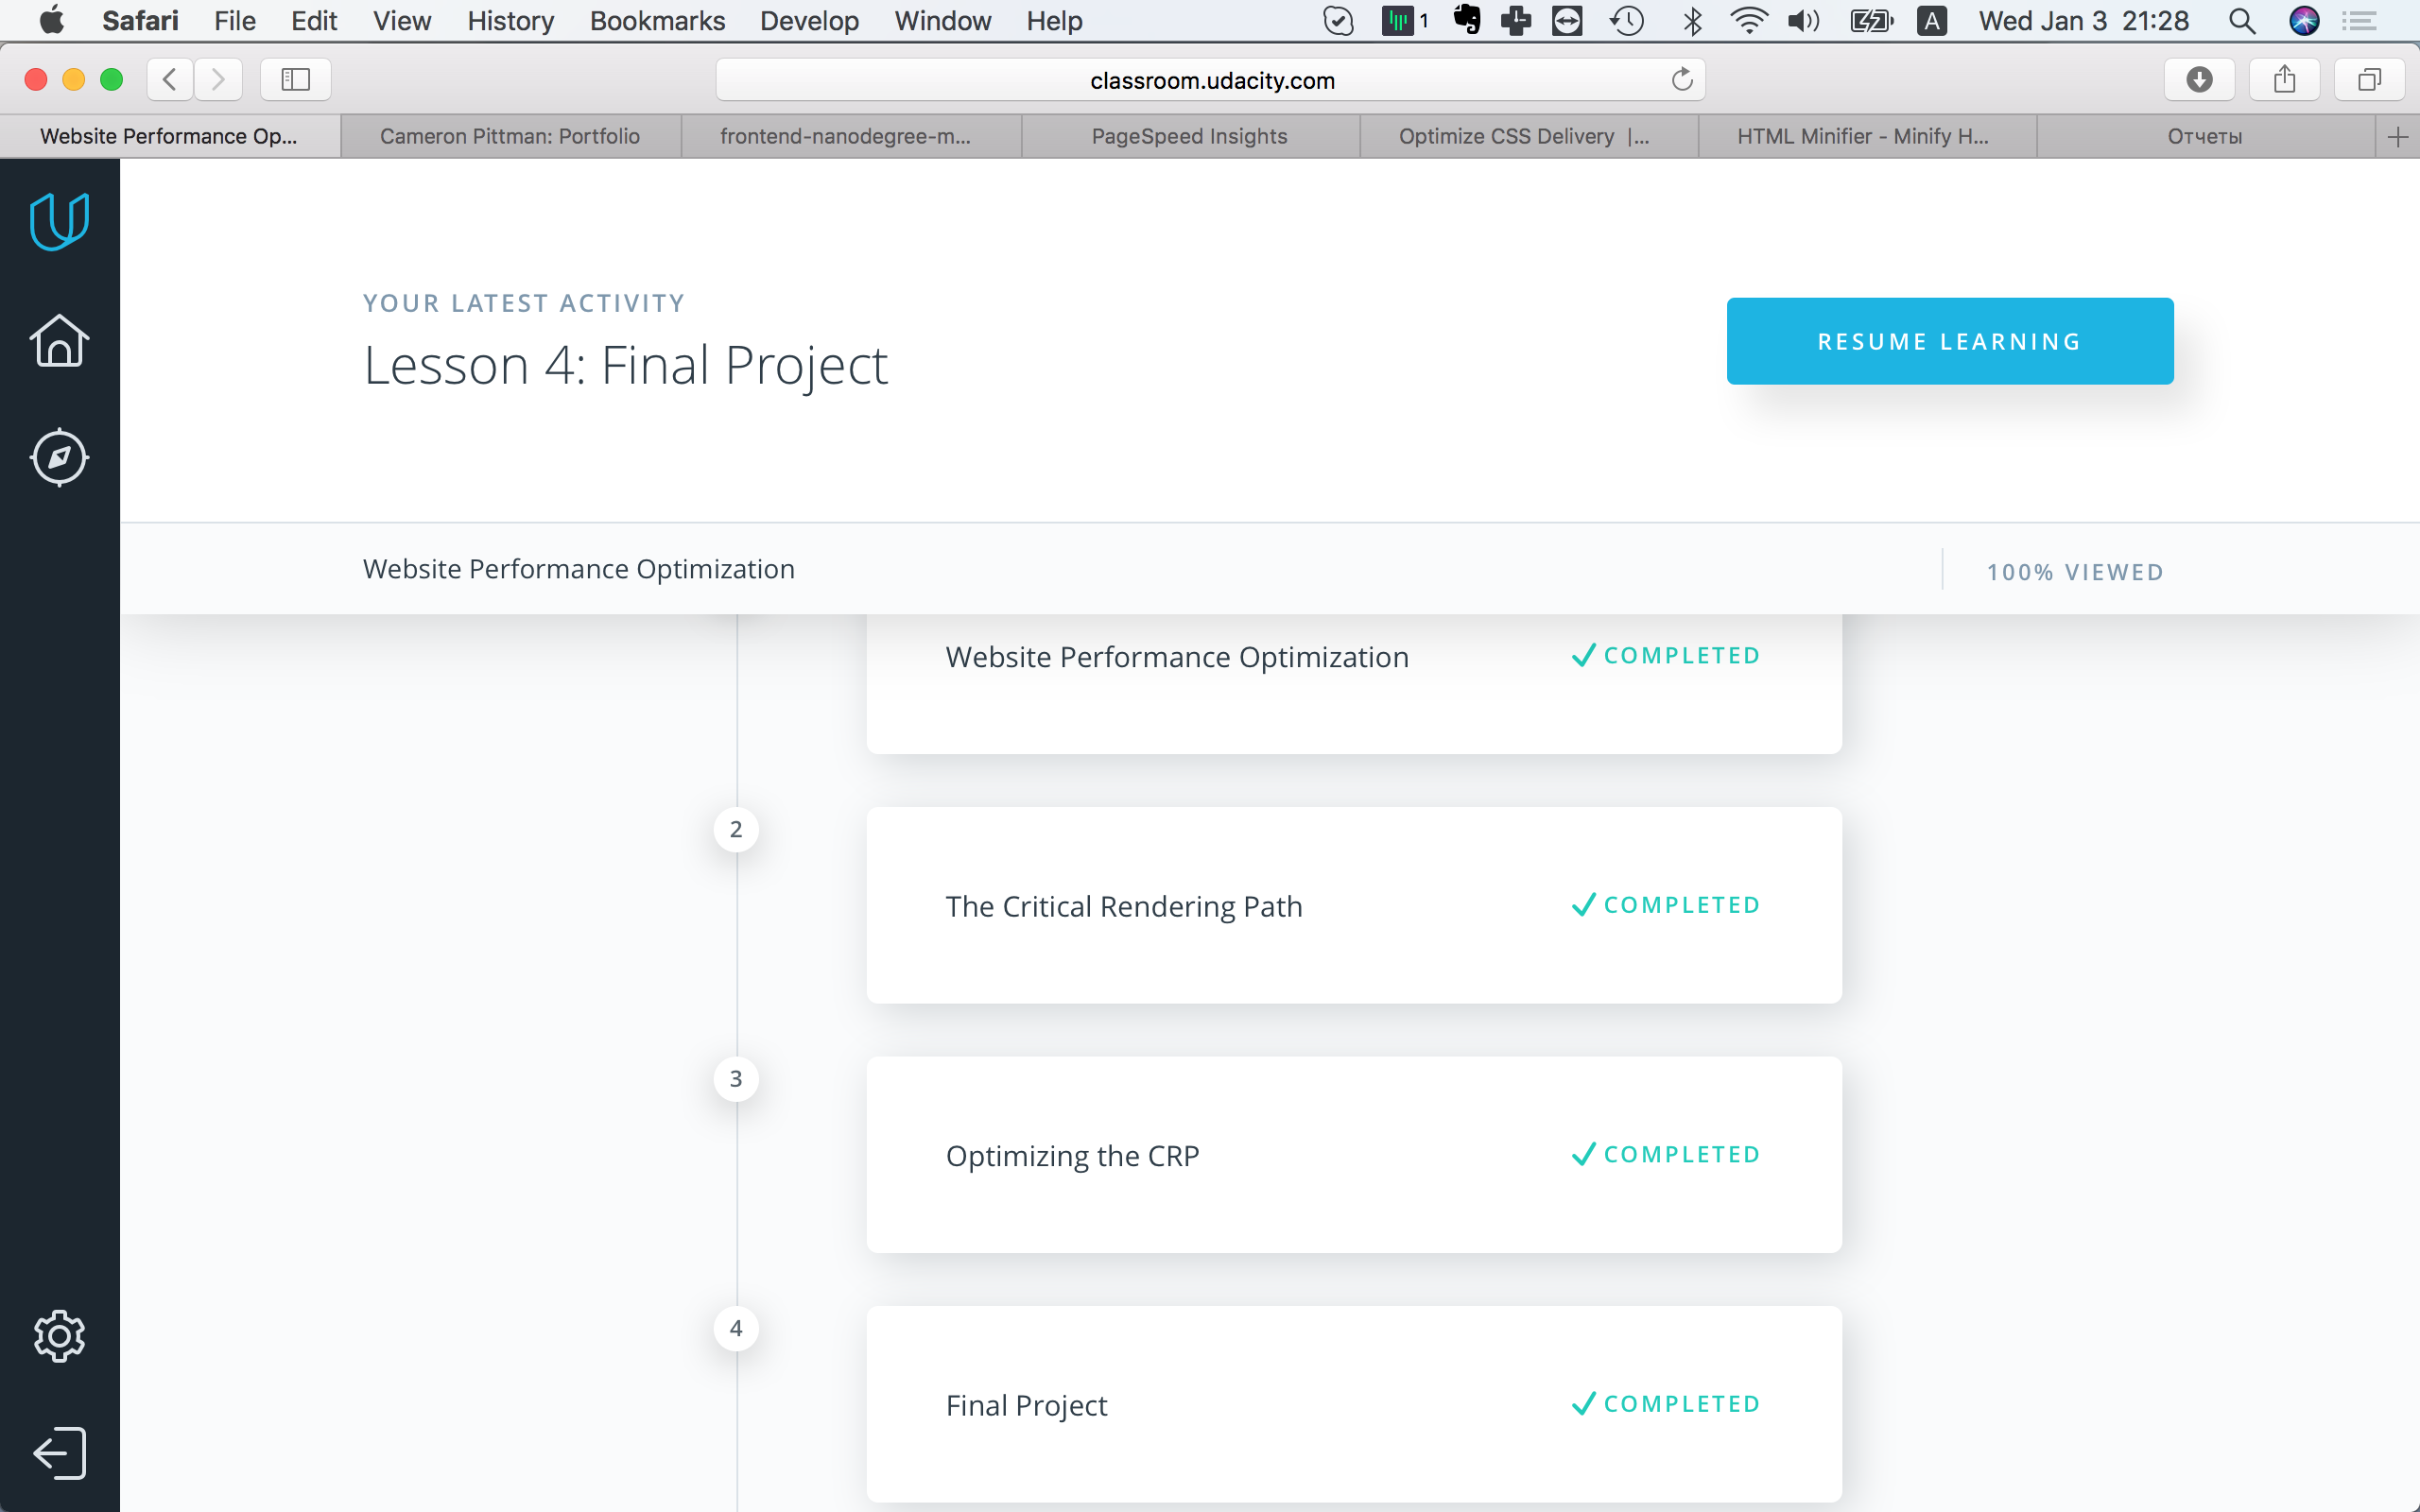 Safari File Edit View History Bookmarks Develop Window Help 1 A Wed Jan 3 21:28
classroom.udacity.com
Website Performance Op... Cameron Pittman: Portfolio frontend-nanodegree-m... PageSpeed Insights Optimize CSS Delivery |... HTML Minifier - Minify H... Отчеты
YOUR LATEST ACTIVITY
Lesson 4: Final Project
RESUME LEARNING
Website Performance Optimization
100% VIEWED
Website Performance Optimization COMPLETED
2
The Critical Rendering Path COMPLETED
3
Optimizing the CRP COMPLETED
4
Final Project COMPLETED